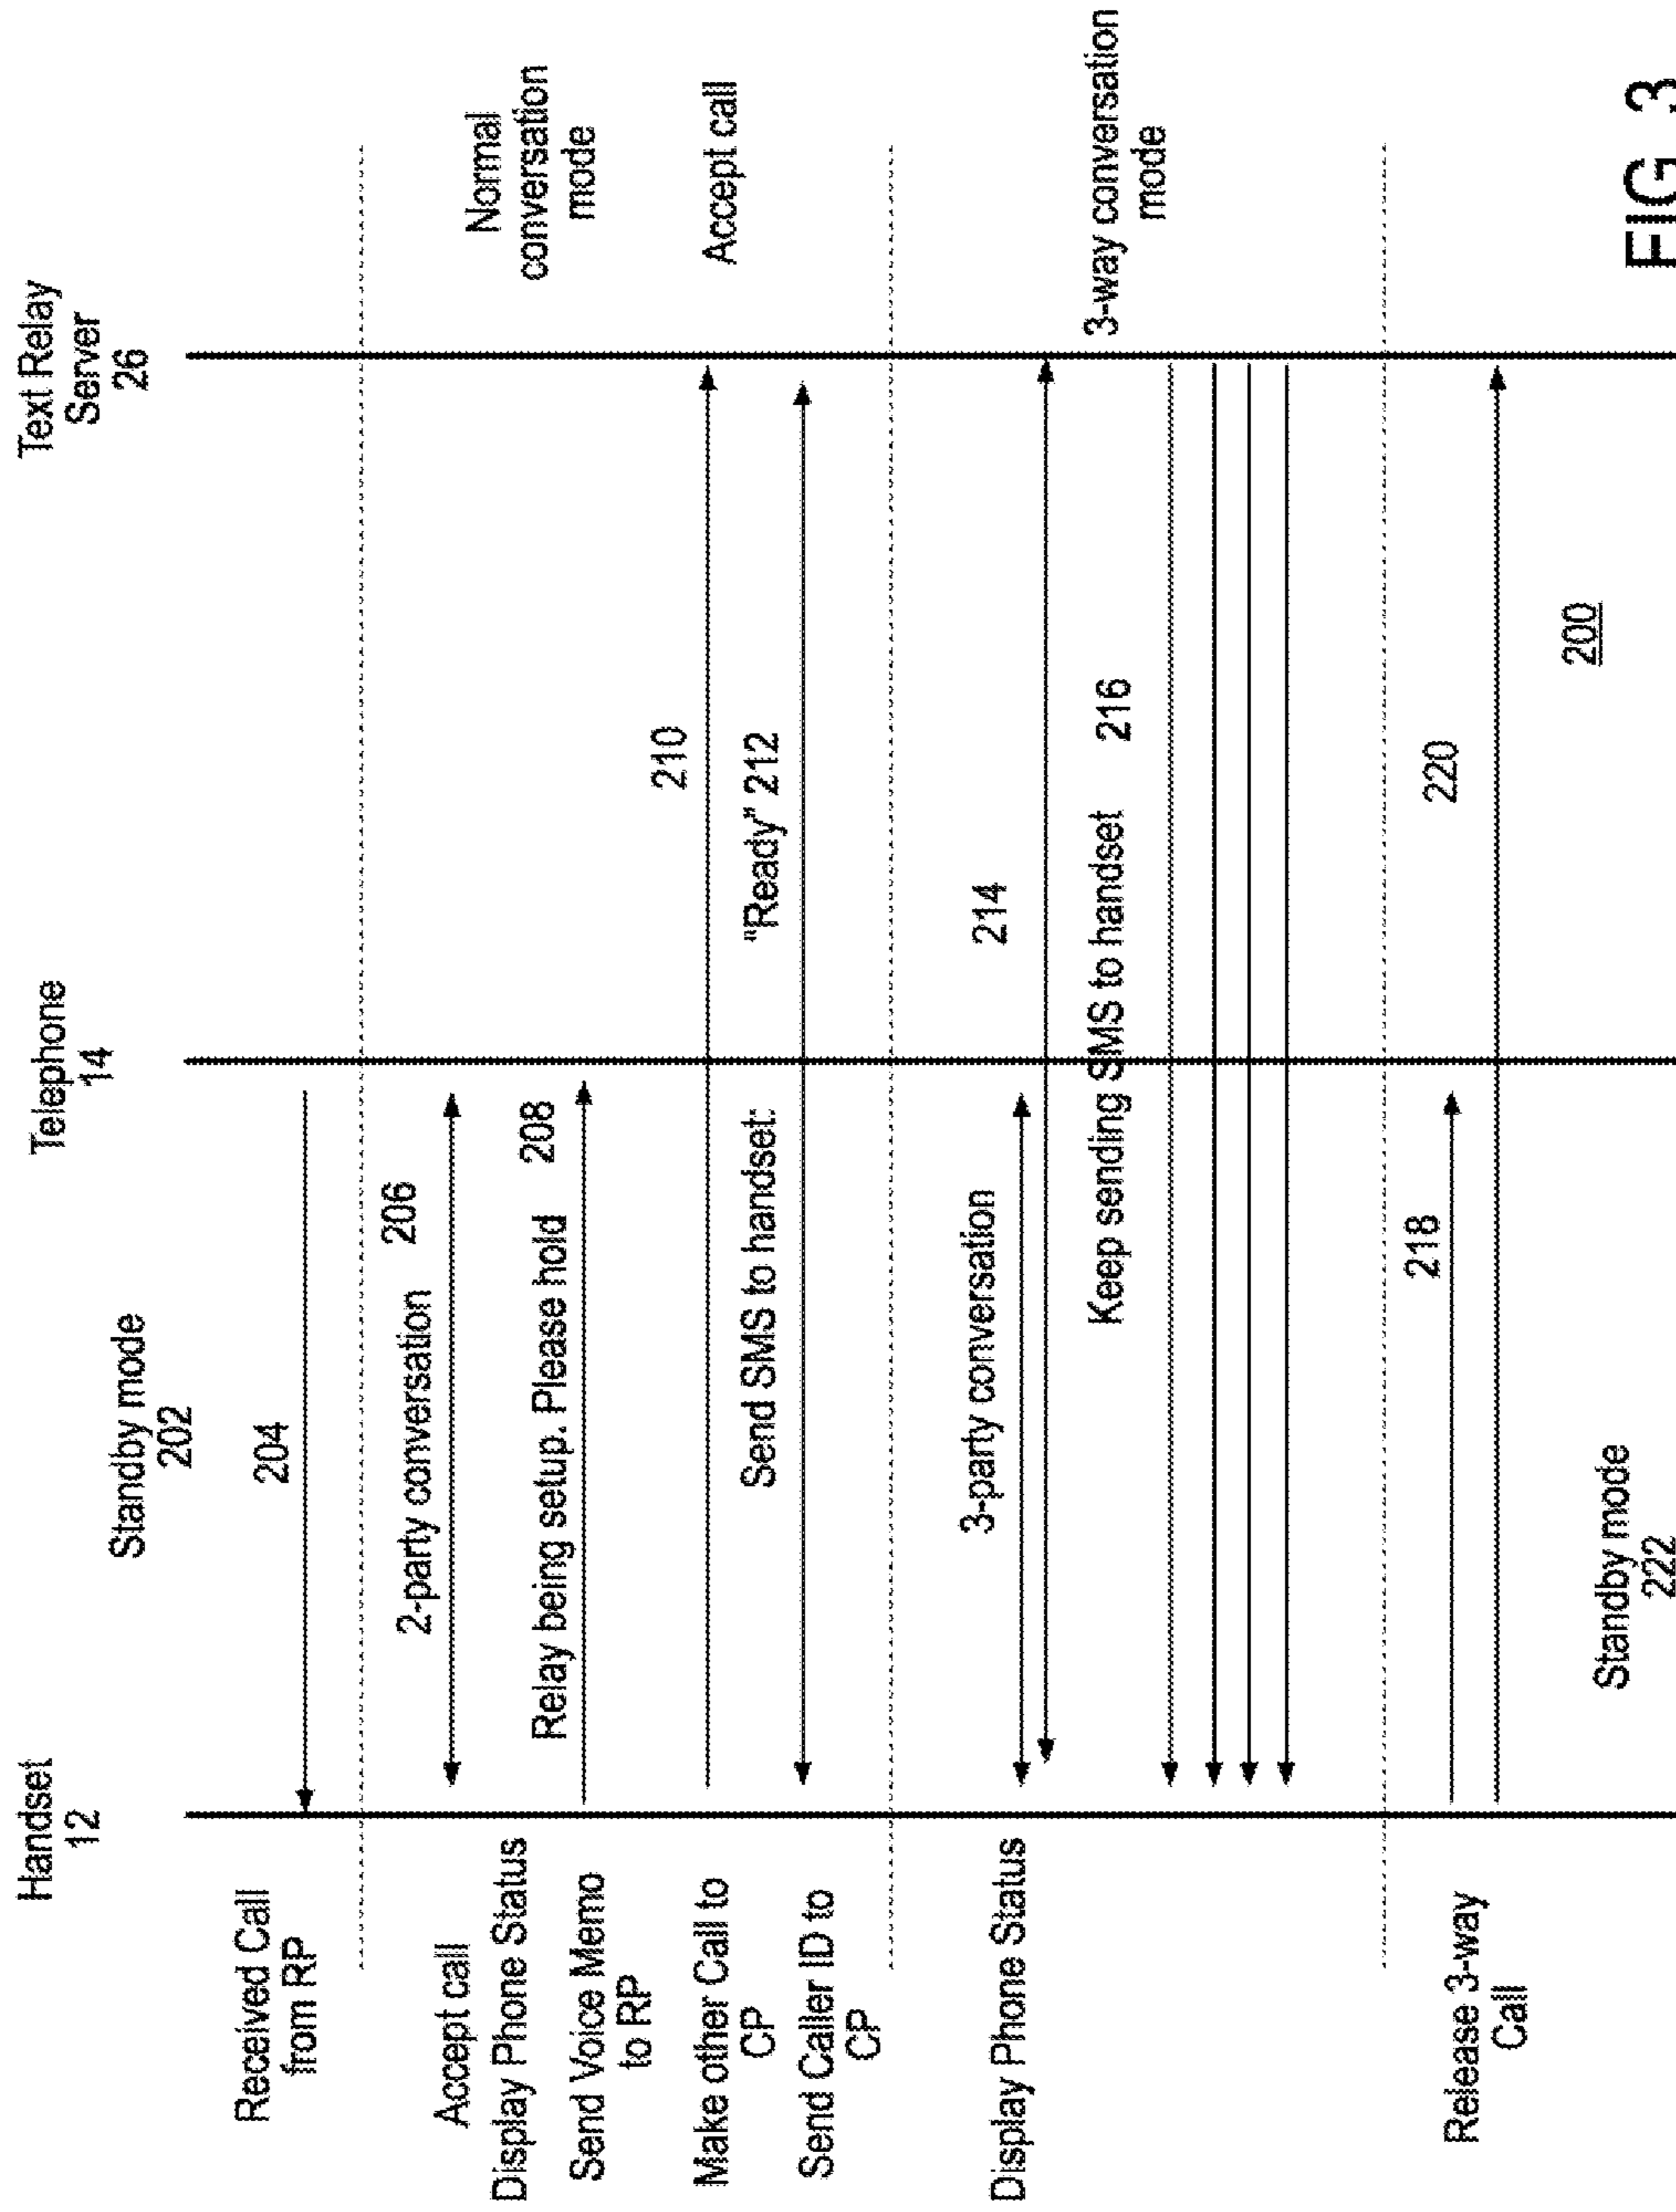 Handset
12
Standby mode
202
Telephone
14
Text Relay
Server
26
Received Call
from RP
204
Accept call
Display Phone Status
2-party conversation 206
Normal
conversation
mode
Send Voice Memo
to RP
Relay being setup. Please hold 208
Make other Call to
CP
210
Accept call
Send Caller ID to
CP
Send SMS to handset:
"Ready" 212
Display Phone Status
3-party conversation
214
3-way conversation
mode
Keep sending SMS to handset 216
Release 3-way
Call
218
220
Standby mode
222
200
FIG. 3